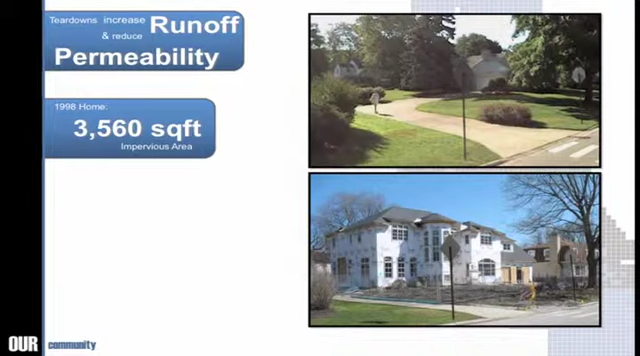 Teardowns increase Runoff
& reduce
Permeability
1998 Home:
3,560 sqft
Impervious Area
OUR community